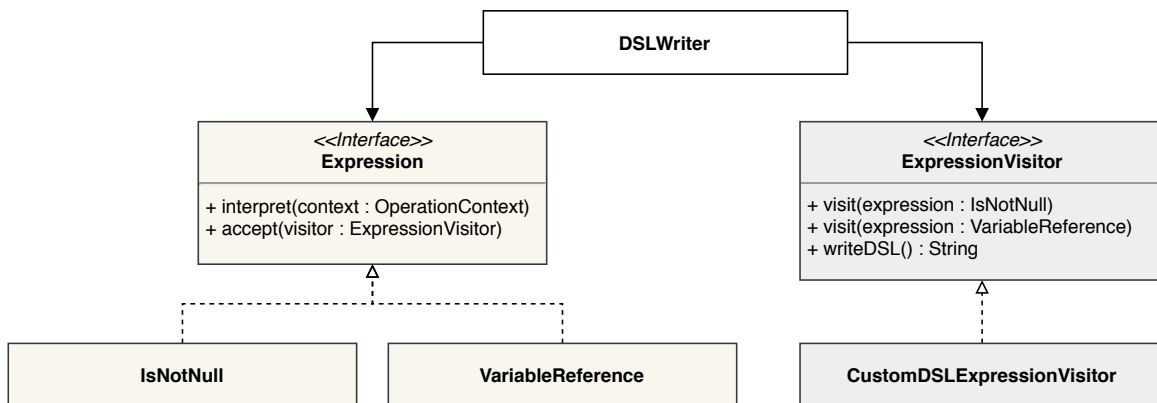 DSLWriter
<<Interface>>
Expression
+ interpret(context : OperationContext)
+ accept(visitor : ExpressionVisitor)
<<Interface>>
ExpressionVisitor
+ visit(expression : IsNotNull)
+ visit(expression : VariableReference)
+ writeDSL() : String
IsNotNull
VariableReference
CustomDSLExpressionVisitor